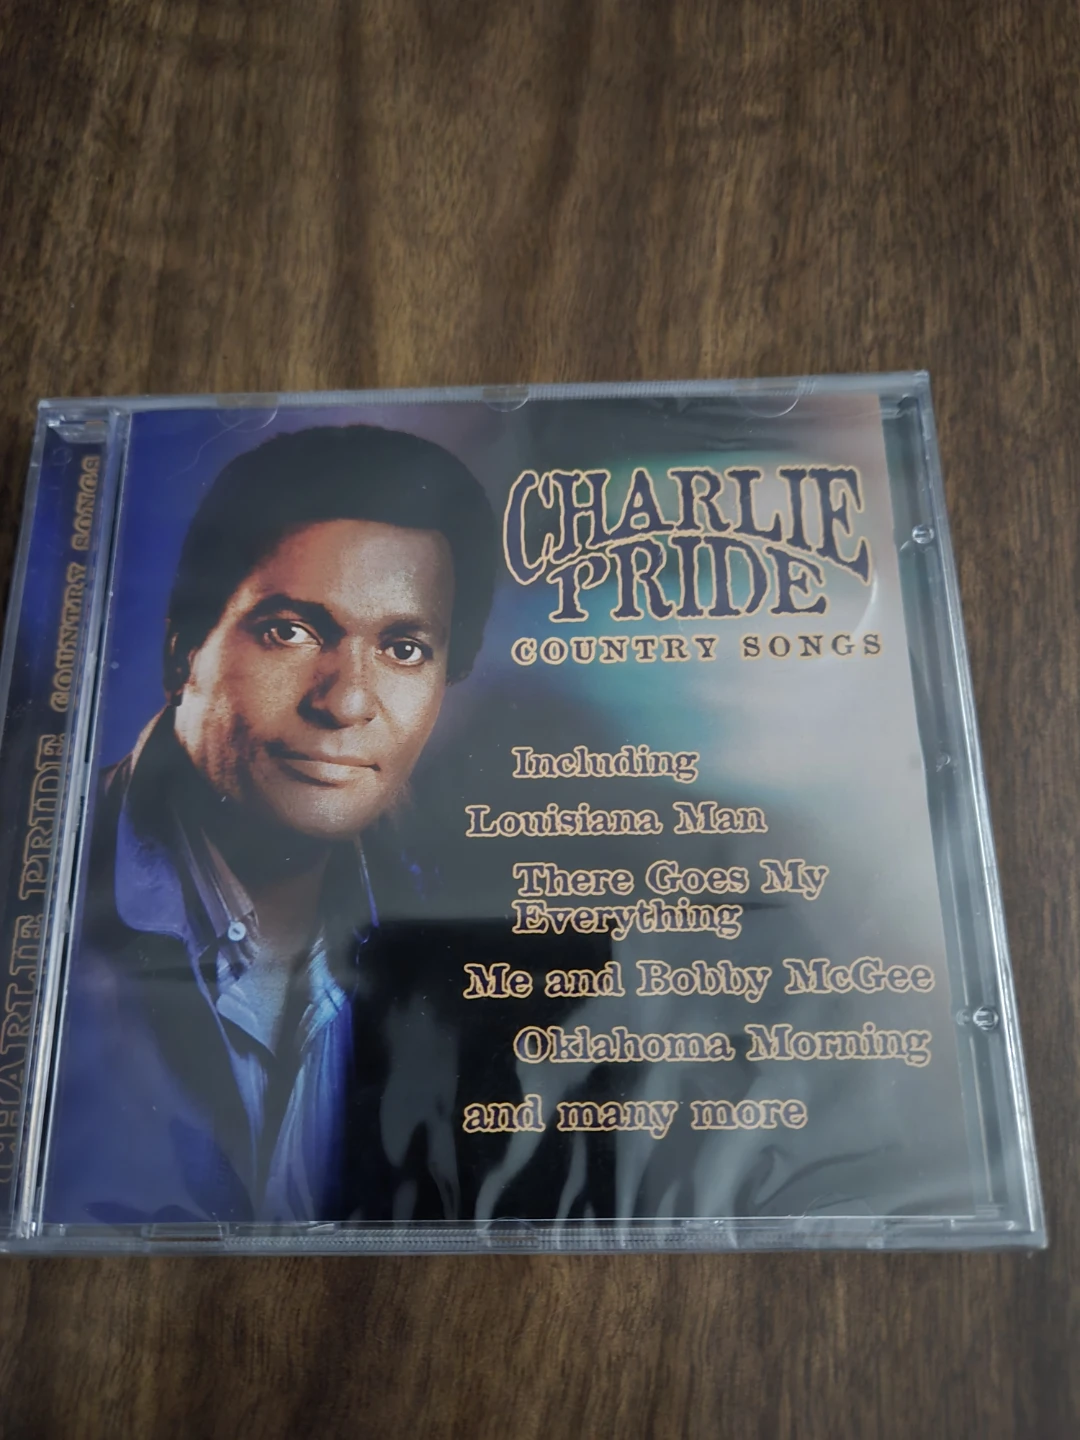 CHARLIE
PRIDE
COUNTRY SONGS
Including
Louisiana Man
There Goes My
Everything
Me and Bobby McGee
Oklahoma Morning
and many more
CHARLIE PRIDE COUNTRY SONGS